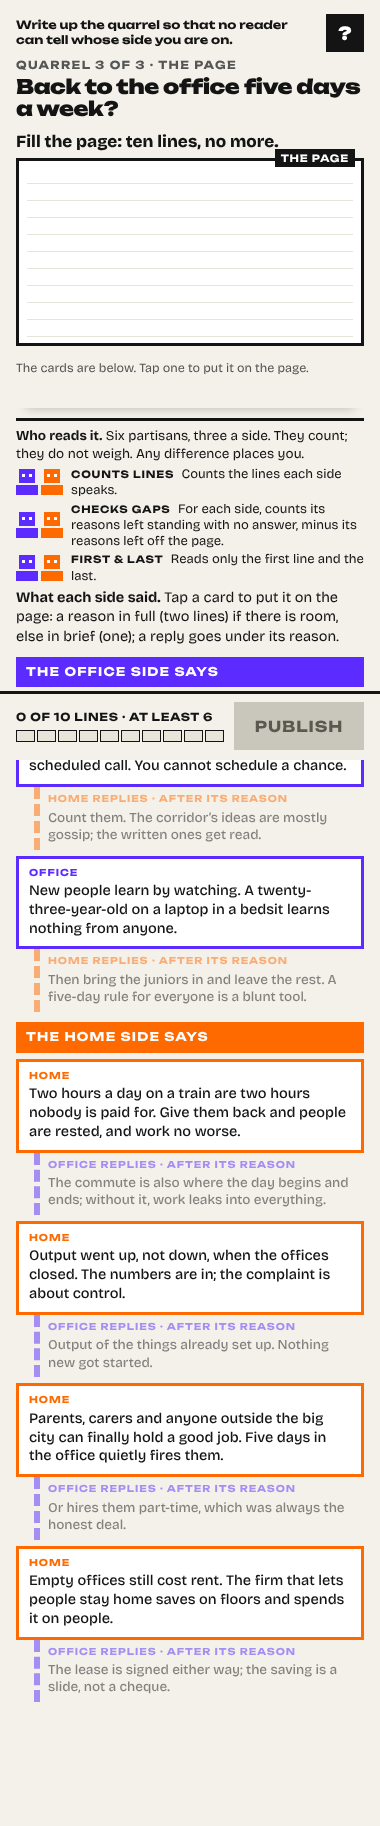 Write up the quarrel so that no reader
can tell whose side you are on.
?
QUARREL 3 OF 3 · THE PAGE
Back to the office five days
a week?
Fill the page: ten lines, no more.
THE PAGE
The cards are below. Tap one to put it on the page.
Who reads it. Six partisans, three a side. They count;
they do not weigh. Any difference places you.
COUNTS LINES Counts the lines each side
speaks.
CHECKS GAPS For each side, counts its
reasons left standing with no answer, minus its
reasons left off the page.
FIRST & LAST Reads only the first line and the
last.
What each side said. Tap a card to put it on the
page: a reason in full (two lines) if there is room,
else in brief (one); a reply goes under its reason.
THE OFFICE SIDE SAYS
0 OF 10 LINES · AT LEAST 6
PUBLISH
scheduled call. You cannot schedule a chance.
HOME REPLIES · AFTER ITS REASON
Count them. The corridor's ideas are mostly
gossip; the written ones get read.
OFFICE
New people learn by watching. A twenty-
three-year-old on a laptop in a bedsit learns
nothing from anyone.
HOME REPLIES · AFTER ITS REASON
Then bring the juniors in and leave the rest. A
five-day rule for everyone is a blunt tool.
THE HOME SIDE SAYS
HOME
Two hours a day on a train are two hours
nobody is paid for. Give them back and people
are rested, and work no worse.
OFFICE REPLIES · AFTER ITS REASON
The commute is also where the day begins and
ends; without it, work leaks into everything.
HOME
Output went up, not down, when the offices
closed. The numbers are in; the complaint is
about control.
OFFICE REPLIES · AFTER ITS REASON
Output of the things already set up. Nothing
new got started.
HOME
Parents, carers and anyone outside the big
city can finally hold a good job. Five days in
the office quietly fires them.
OFFICE REPLIES · AFTER ITS REASON
Or hires them part-time, which was always the
honest deal.
HOME
Empty offices still cost rent. The firm that lets
people stay home saves on floors and spends
it on people.
OFFICE REPLIES · AFTER ITS REASON
The lease is signed either way; the saving is a
slide, not a cheque.